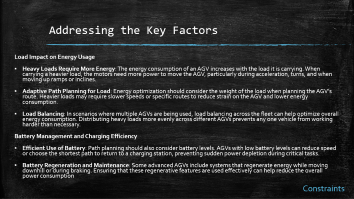 Addressing the Key Factors
Load Impact on Energy Usage
• Heavy Loads Require More Energy: The energy consumption of an AGV increases with the load it is carrying. When
carrying a heavier load, the motors need more power to move the AGV, particularly during acceleration, turns, and when
moving up ramps or inclines.
• Adaptive Path Planning for Load: Energy optimization should consider the weight of the load when planning the AGV's
route. Heavier loads may require slower speeds or specific routes to reduce strain on the AGV and lower energy
consumption
• Load Balancing: In scenarios where multiple AGVs are being used, load balancing across the fleet can help optimize overall
energy consumption. Distributing heavy loads more evenly across different AGVs prevents any one vehicle from working
harder than necessary.
Battery Management and Charging Efficiency
• Efficient Use of Battery: Path planning should also consider battery levels. AGVs with low battery levels can reduce speed
or choose the shortest path to return to a charging station, preventing sudden power depletion during critical tasks.
• Battery Regeneration and Maintenance: Some advanced AGVs include systems that regenerate energy while moving
downhill or during braking. Ensuring that these regenerative features are used effectively can help reduce the overall
power consumption
Constraints